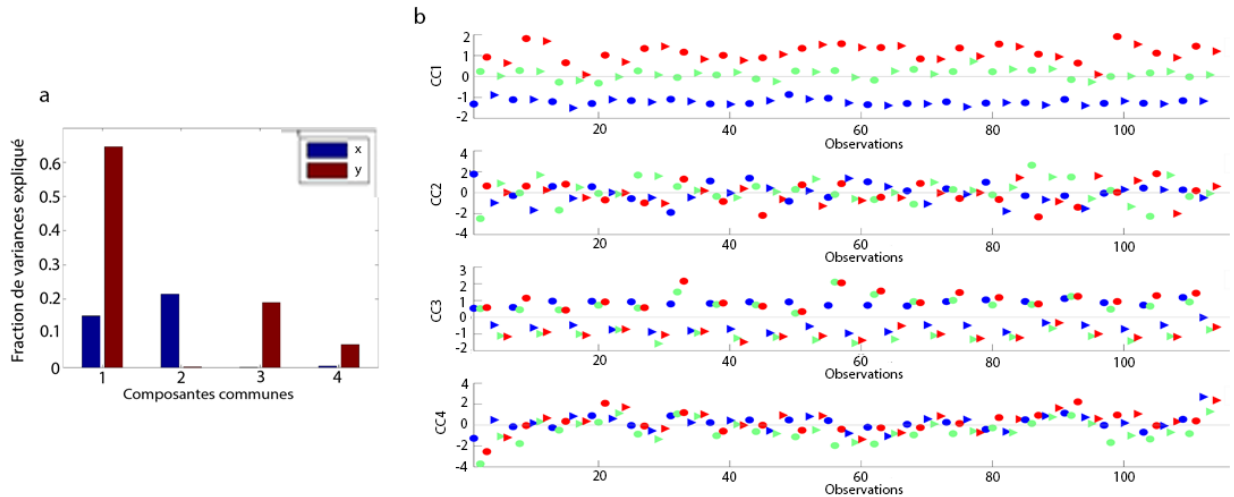 a
Fraction de variances expliqué
0.6
0.5
0.4
0.3
0.2
0.1
0
x
y
1 2 3 4
Composantes communes
b
CC1
2
1
0
-1
-2
20 40 60 80 100
Observations
CC2
4
2
0
-2
-4
20 40 60 80 100
Observations
CC3
3
2
1
0
-1
-2
20 40 60 80 100
Observations
CC4
4
2
0
-2
-4
20 40 60 80 100
Observations